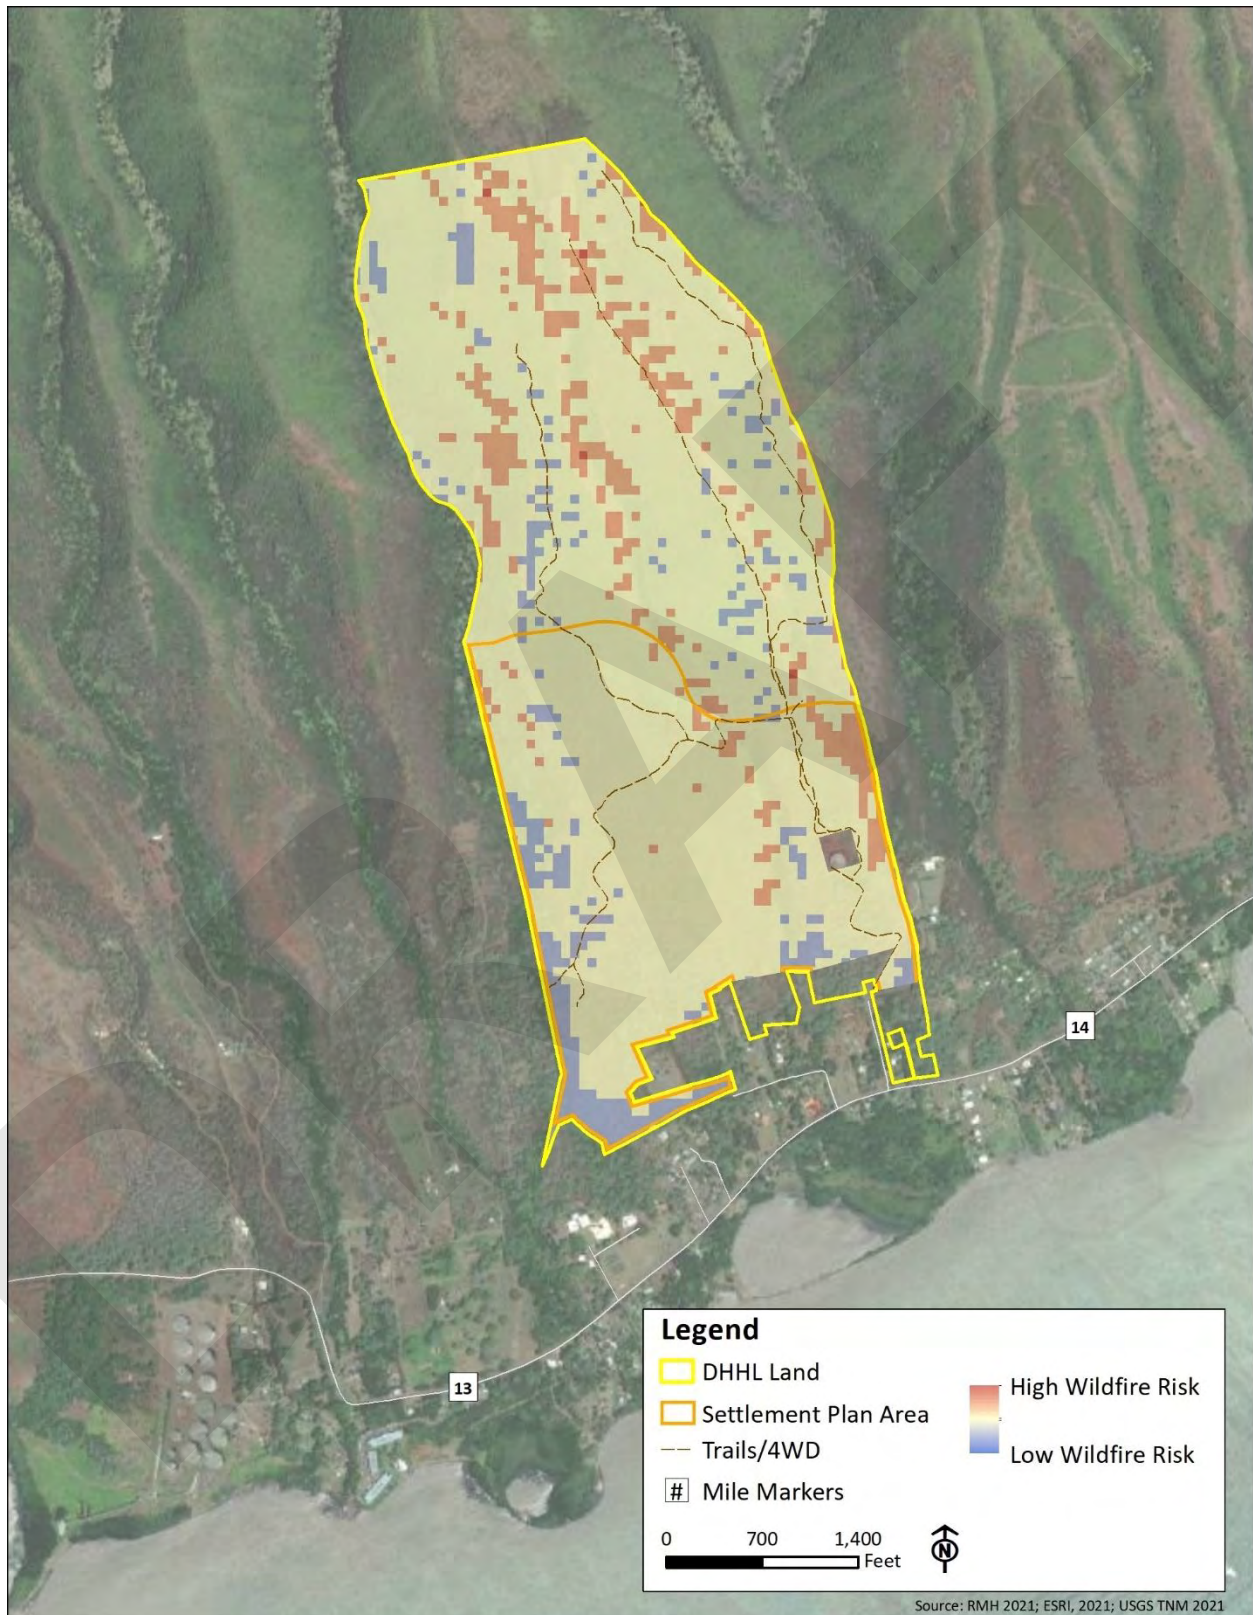 DRAFT
14
13
Legend
DHHL Land
Settlement Plan Area
Trails/4WD
# Mile Markers
High Wildfire Risk
Low Wildfire Risk
0 700 1,400
Feet
N
Source: RMH 2021; ESRI, 2021; USGS TNM 2021